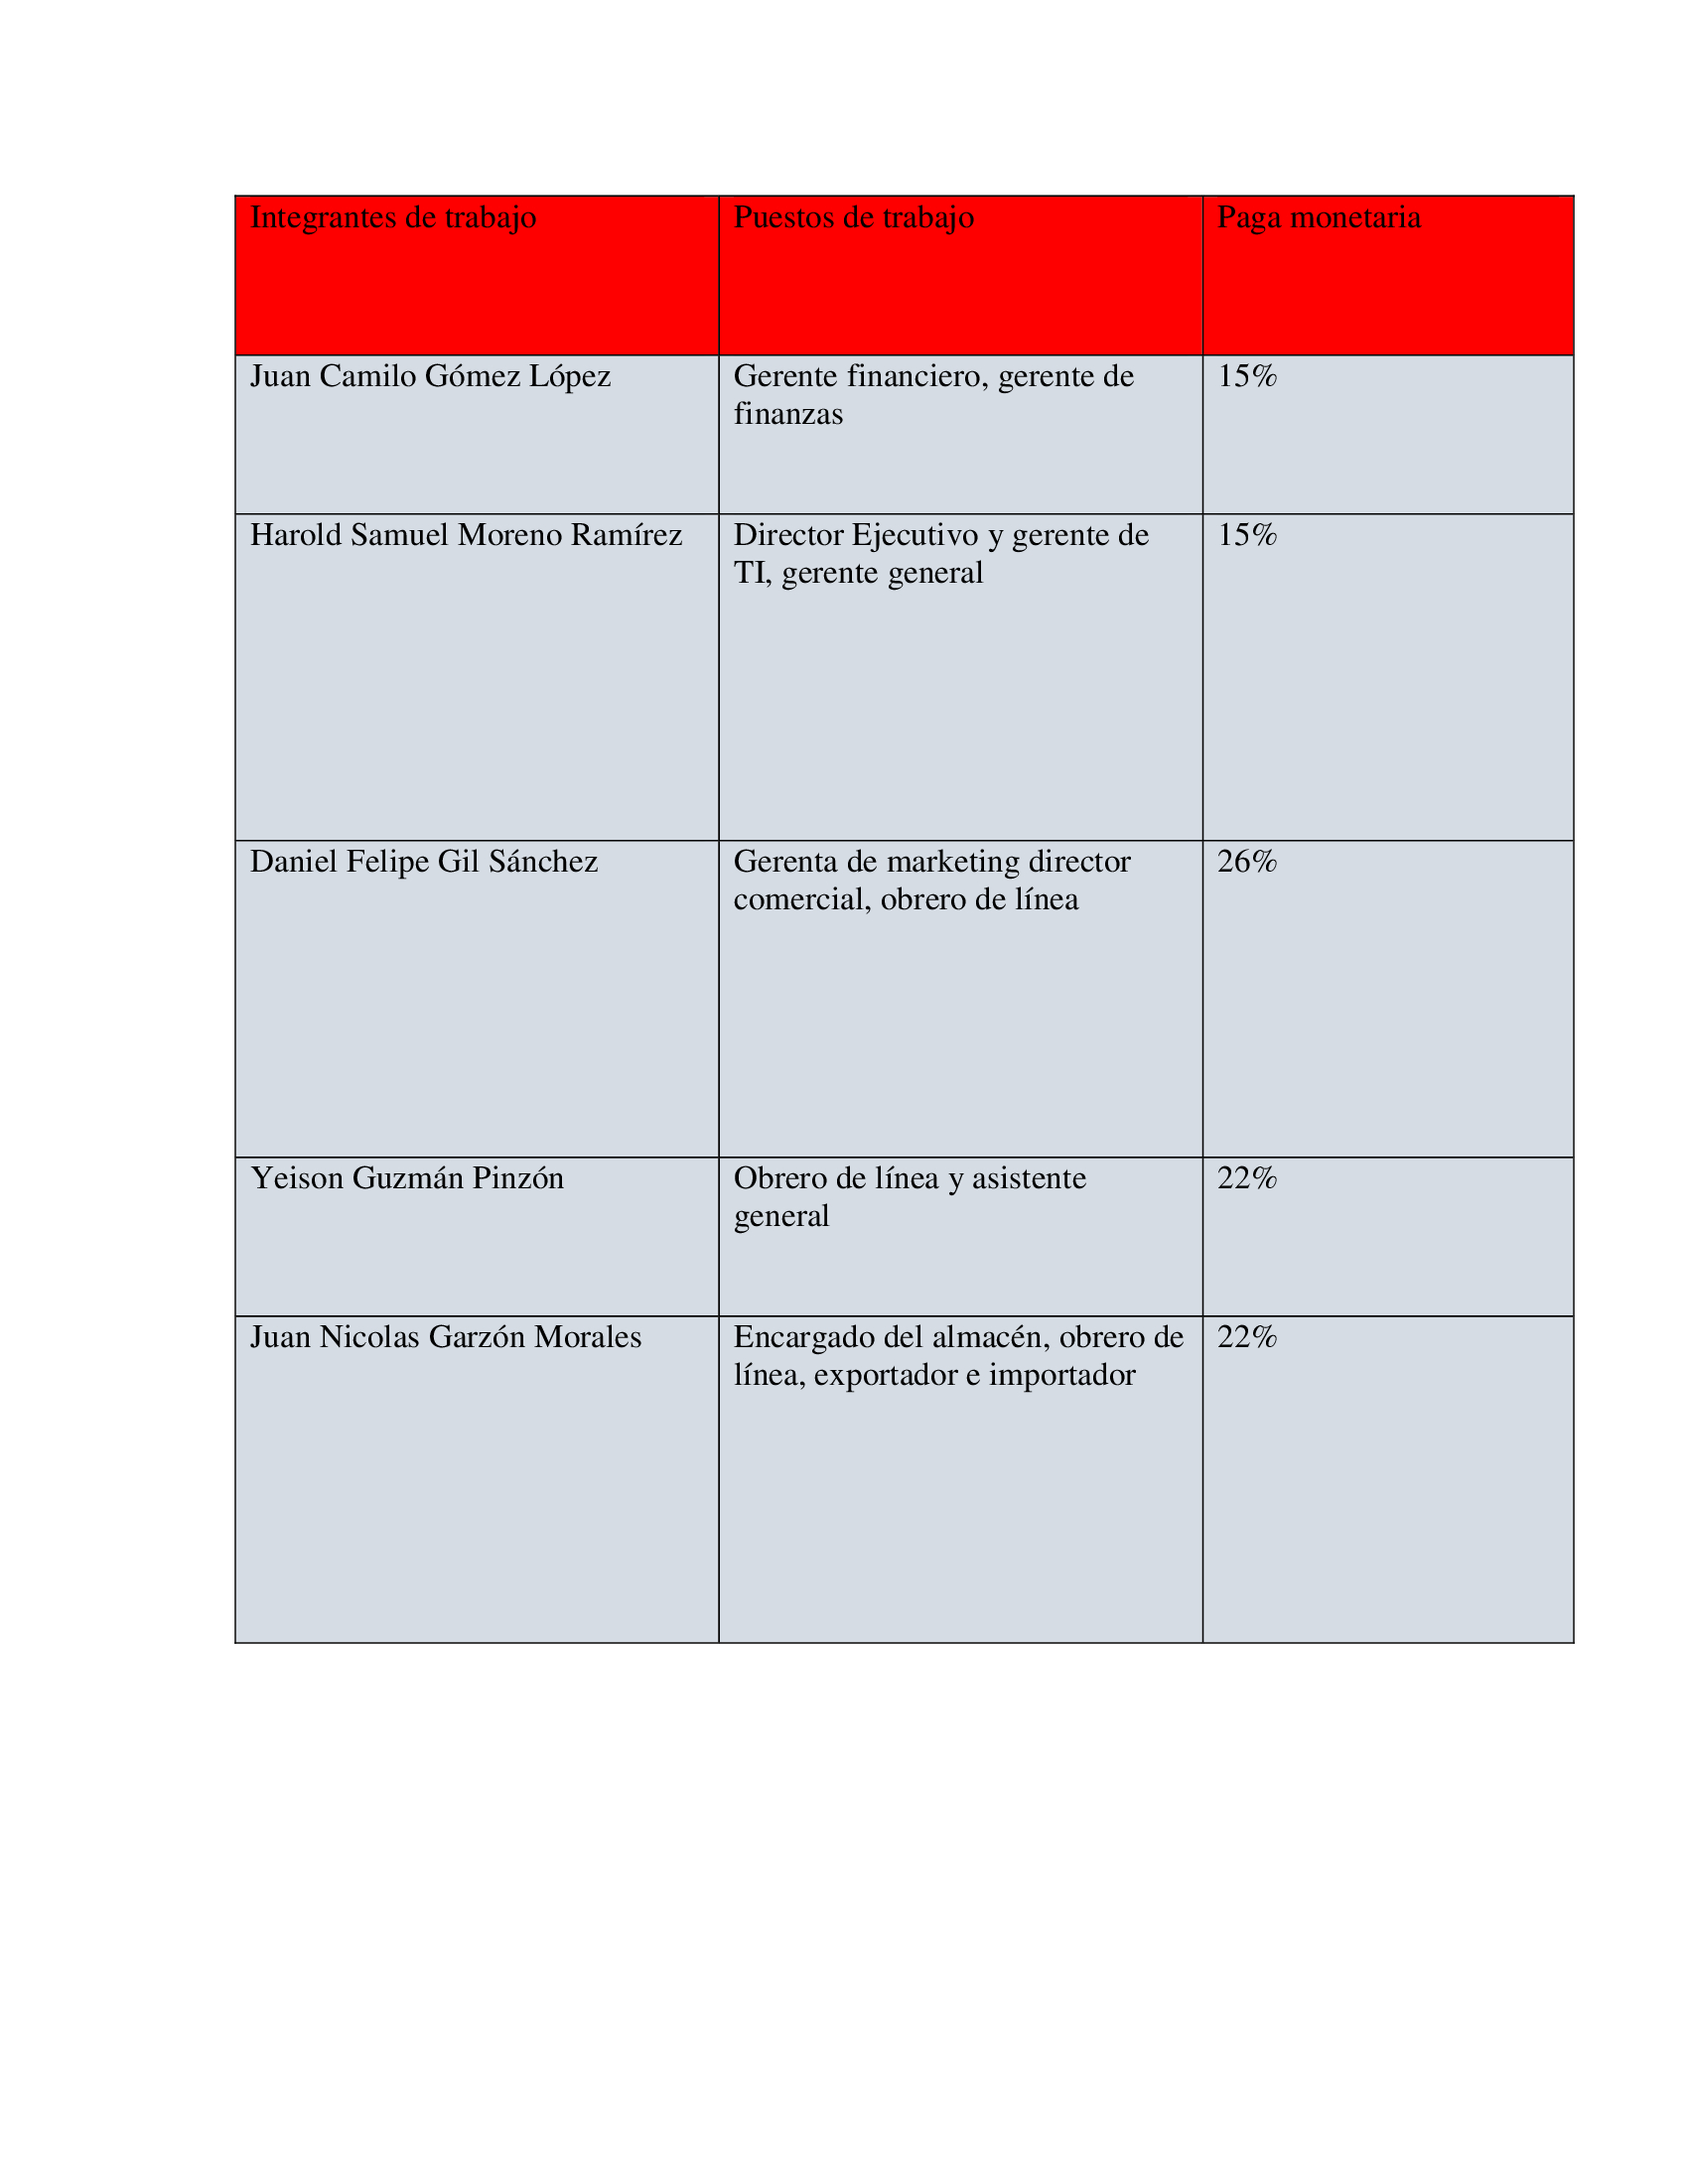 Integrantes de trabajo
Puestos de trabajo
Paga monetaria
Juan Camilo Gómez López
Gerente financiero, gerente de
finanzas
15%
Harold Samuel Moreno Ramírez
Director Ejecutivo y gerente de
TI, gerente general
15%
Daniel Felipe Gil Sánchez
Gerenta de marketing director
comercial, obrero de línea
26%
Yeison Guzmán Pinzón
Obrero de línea y asistente
general
22%
Juan Nicolas Garzón Morales
Encargado del almacén, obrero de
línea, exportador e importador
22%